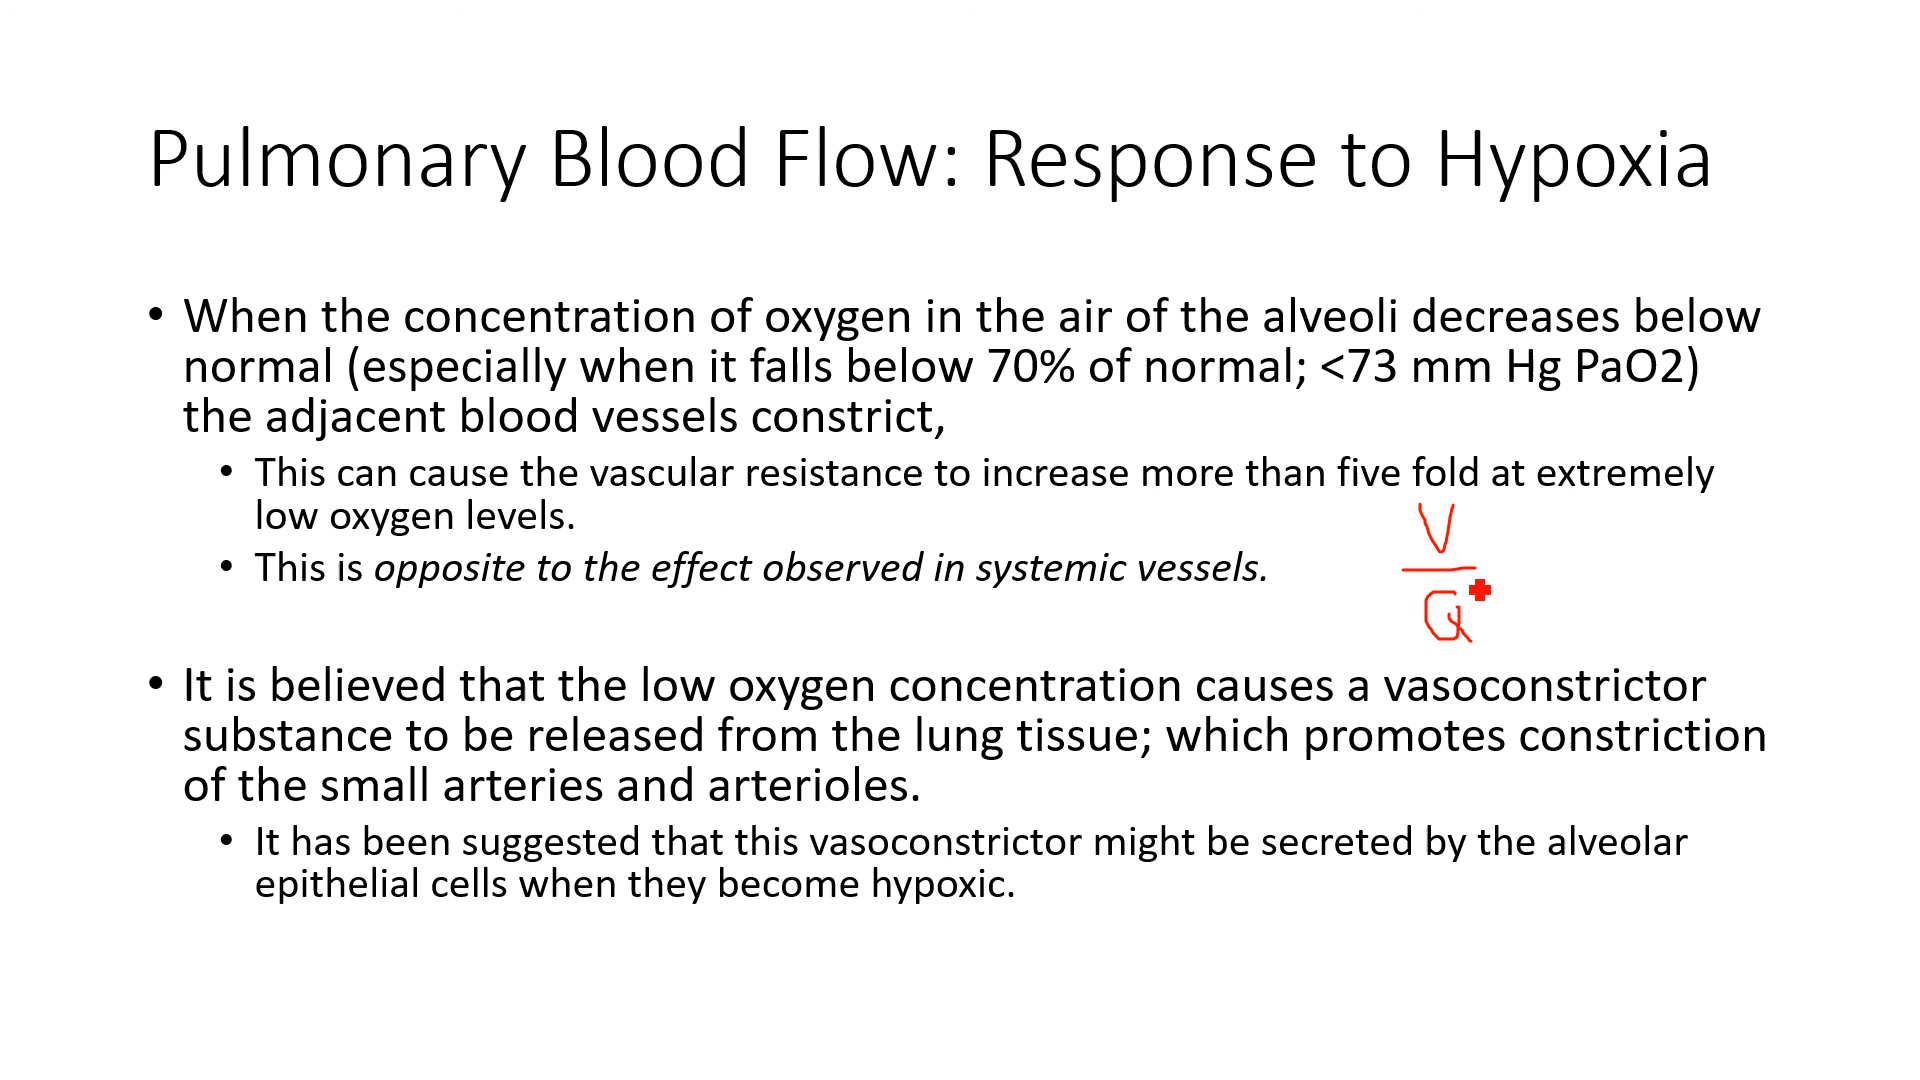 Pulmonary Blood Flow: Response to Hypoxia
• When the concentration of oxygen in the air of the alveoli decreases below
normal (especially when it falls below 70% of normal; <73 mm Hg PaO2)
the adjacent blood vessels constrict,
• This can cause the vascular resistance to increase more than five fold at extremely
low oxygen levels.
• This is opposite to the effect observed in systemic vessels.
V
Q
• It is believed that the low oxygen concentration causes a vasoconstrictor
substance to be released from the lung tissue; which promotes constriction
of the small arteries and arterioles.
• It has been suggested that this vasoconstrictor might be secreted by the alveolar
epithelial cells when they become hypoxic.